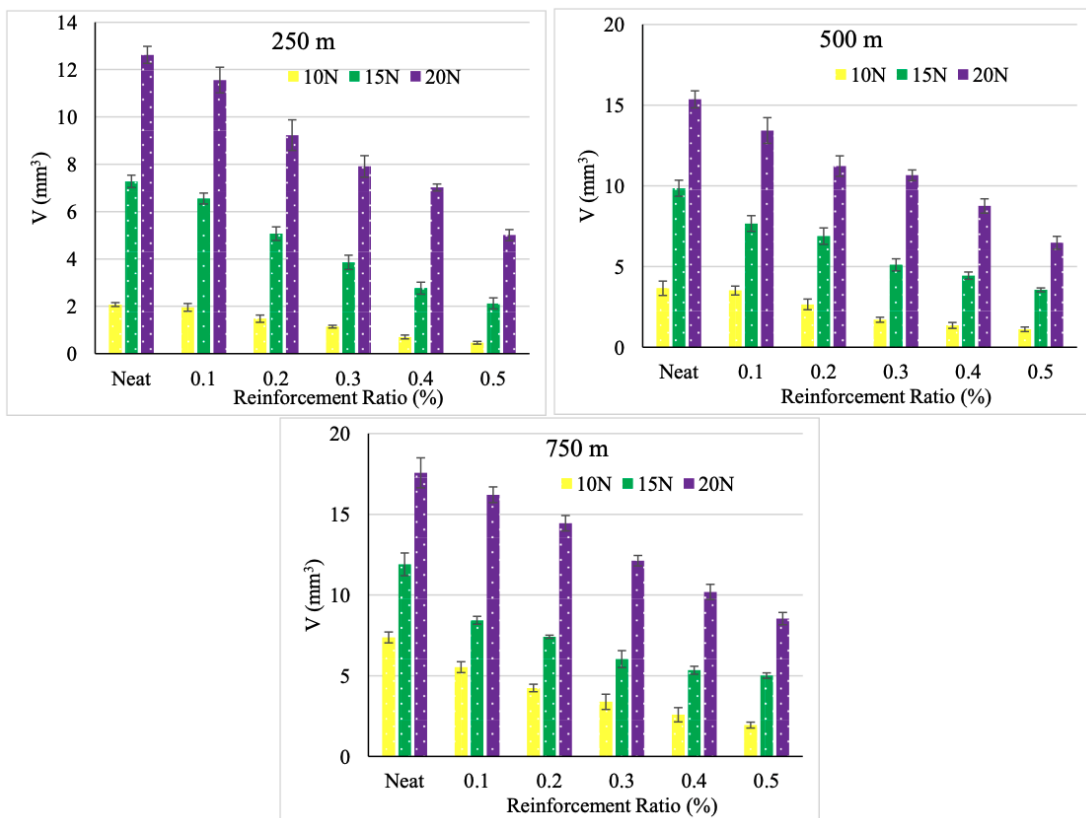 250 m
10N 15N 20N
V (mm³)
14
12
10
8
6
4
2
0
Neat 0.1 0.2 0.3 0.4 0.5
Reinforcement Ratio (%)
500 m
10N 15N 20N
V (mm³)
20
15
10
5
0
Neat 0.1 0.2 0.3 0.4 0.5
Reinforcement Ratio (%)
750 m
10N 15N 20N
V (mm³)
20
15
10
5
0
Neat 0.1 0.2 0.3 0.4 0.5
Reinforcement Ratio (%)